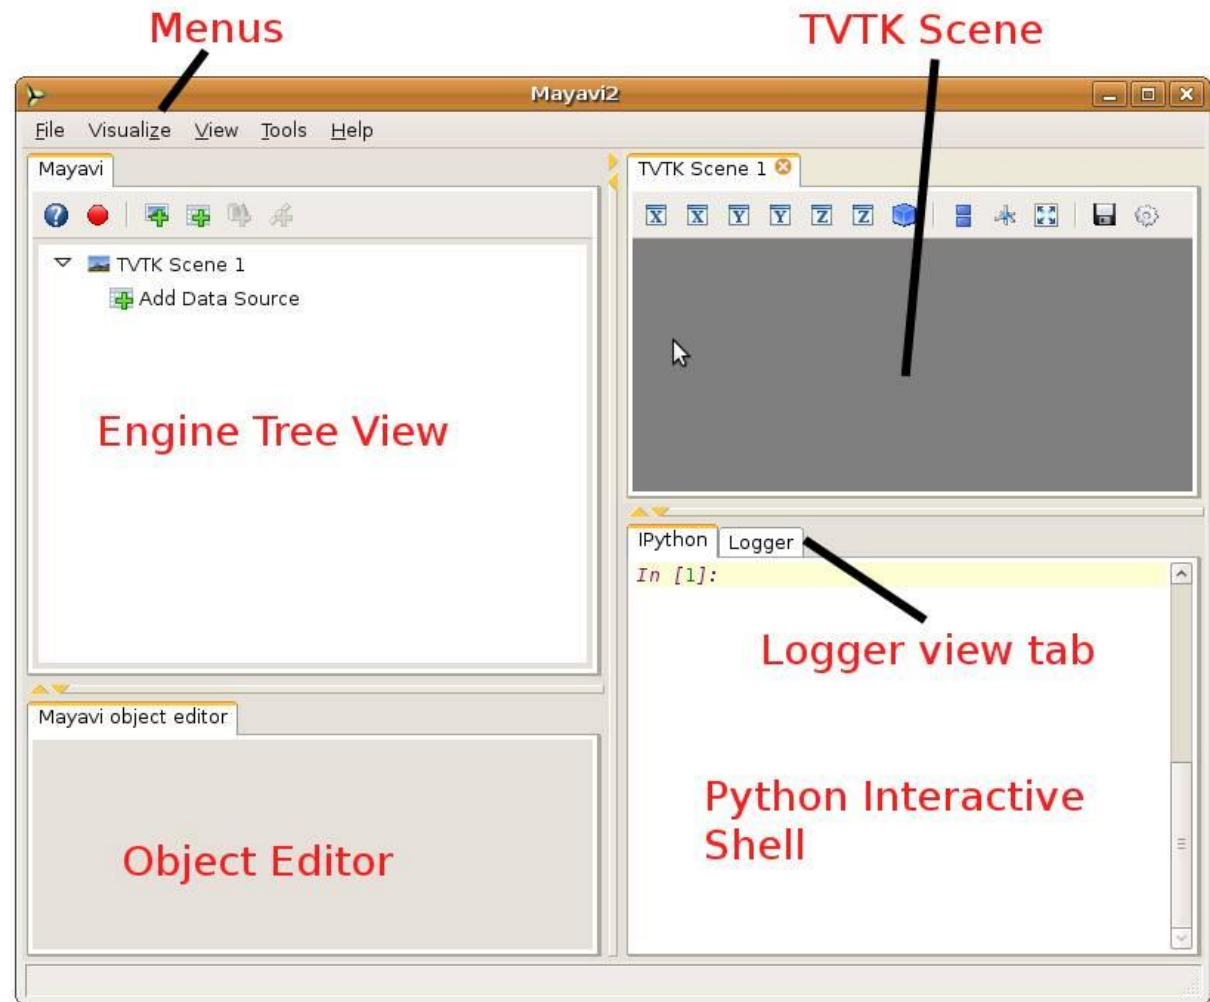 Menus
TVTK Scene
Mayavi2
File Visualize View Tools Help
Mayavi
TVTK Scene 1
Add Data Source
Engine Tree View
Mayavi object editor
Object Editor
TVTK Scene 1
X X Y Y Z Z
IPython Logger
In [1]:
Logger view tab
Python Interactive
Shell